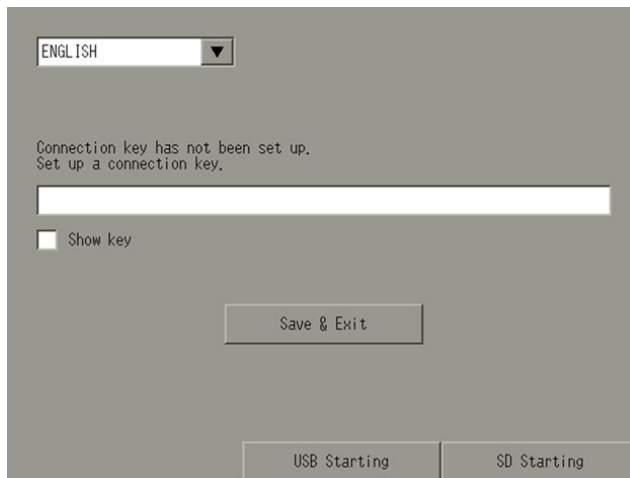 ENGLISH
Connection key has not been set up.
Set up a connection key.
Show key
Save & Exit
USB Starting
SD Starting